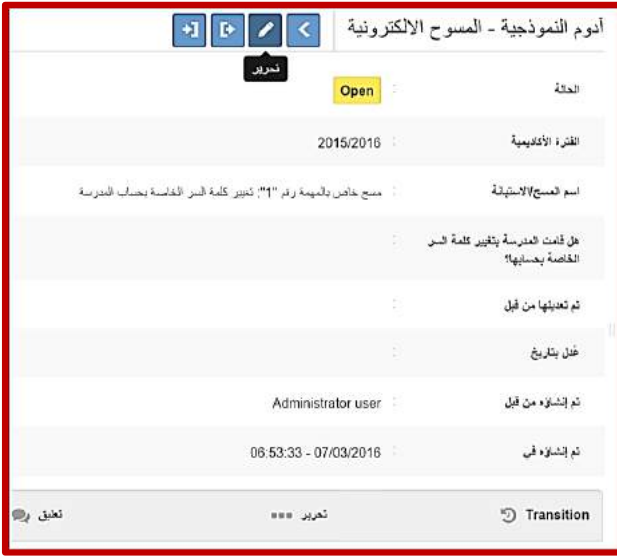 آدوم النموذجية - المسوح الالكترونية
تحرير
الحالة : Open
الفترة الأكاديمية : 2015/2016
اسم المسح/الاستبانة : مسح خاص بالمهمة رقم "1": تغيير كلمة السر الخاصة بحساب المدرسة
هل قامت المدرسة بتغيير كلمة السر :
الخاصة بحسابها؟
تم تعديلها من قبل :
عُدل بتاريخ :
تم إنشاؤه من قبل : Administrator user
تم إنشاؤه في : 07/03/2016 - 06:53:33
Transition تحرير تعليق